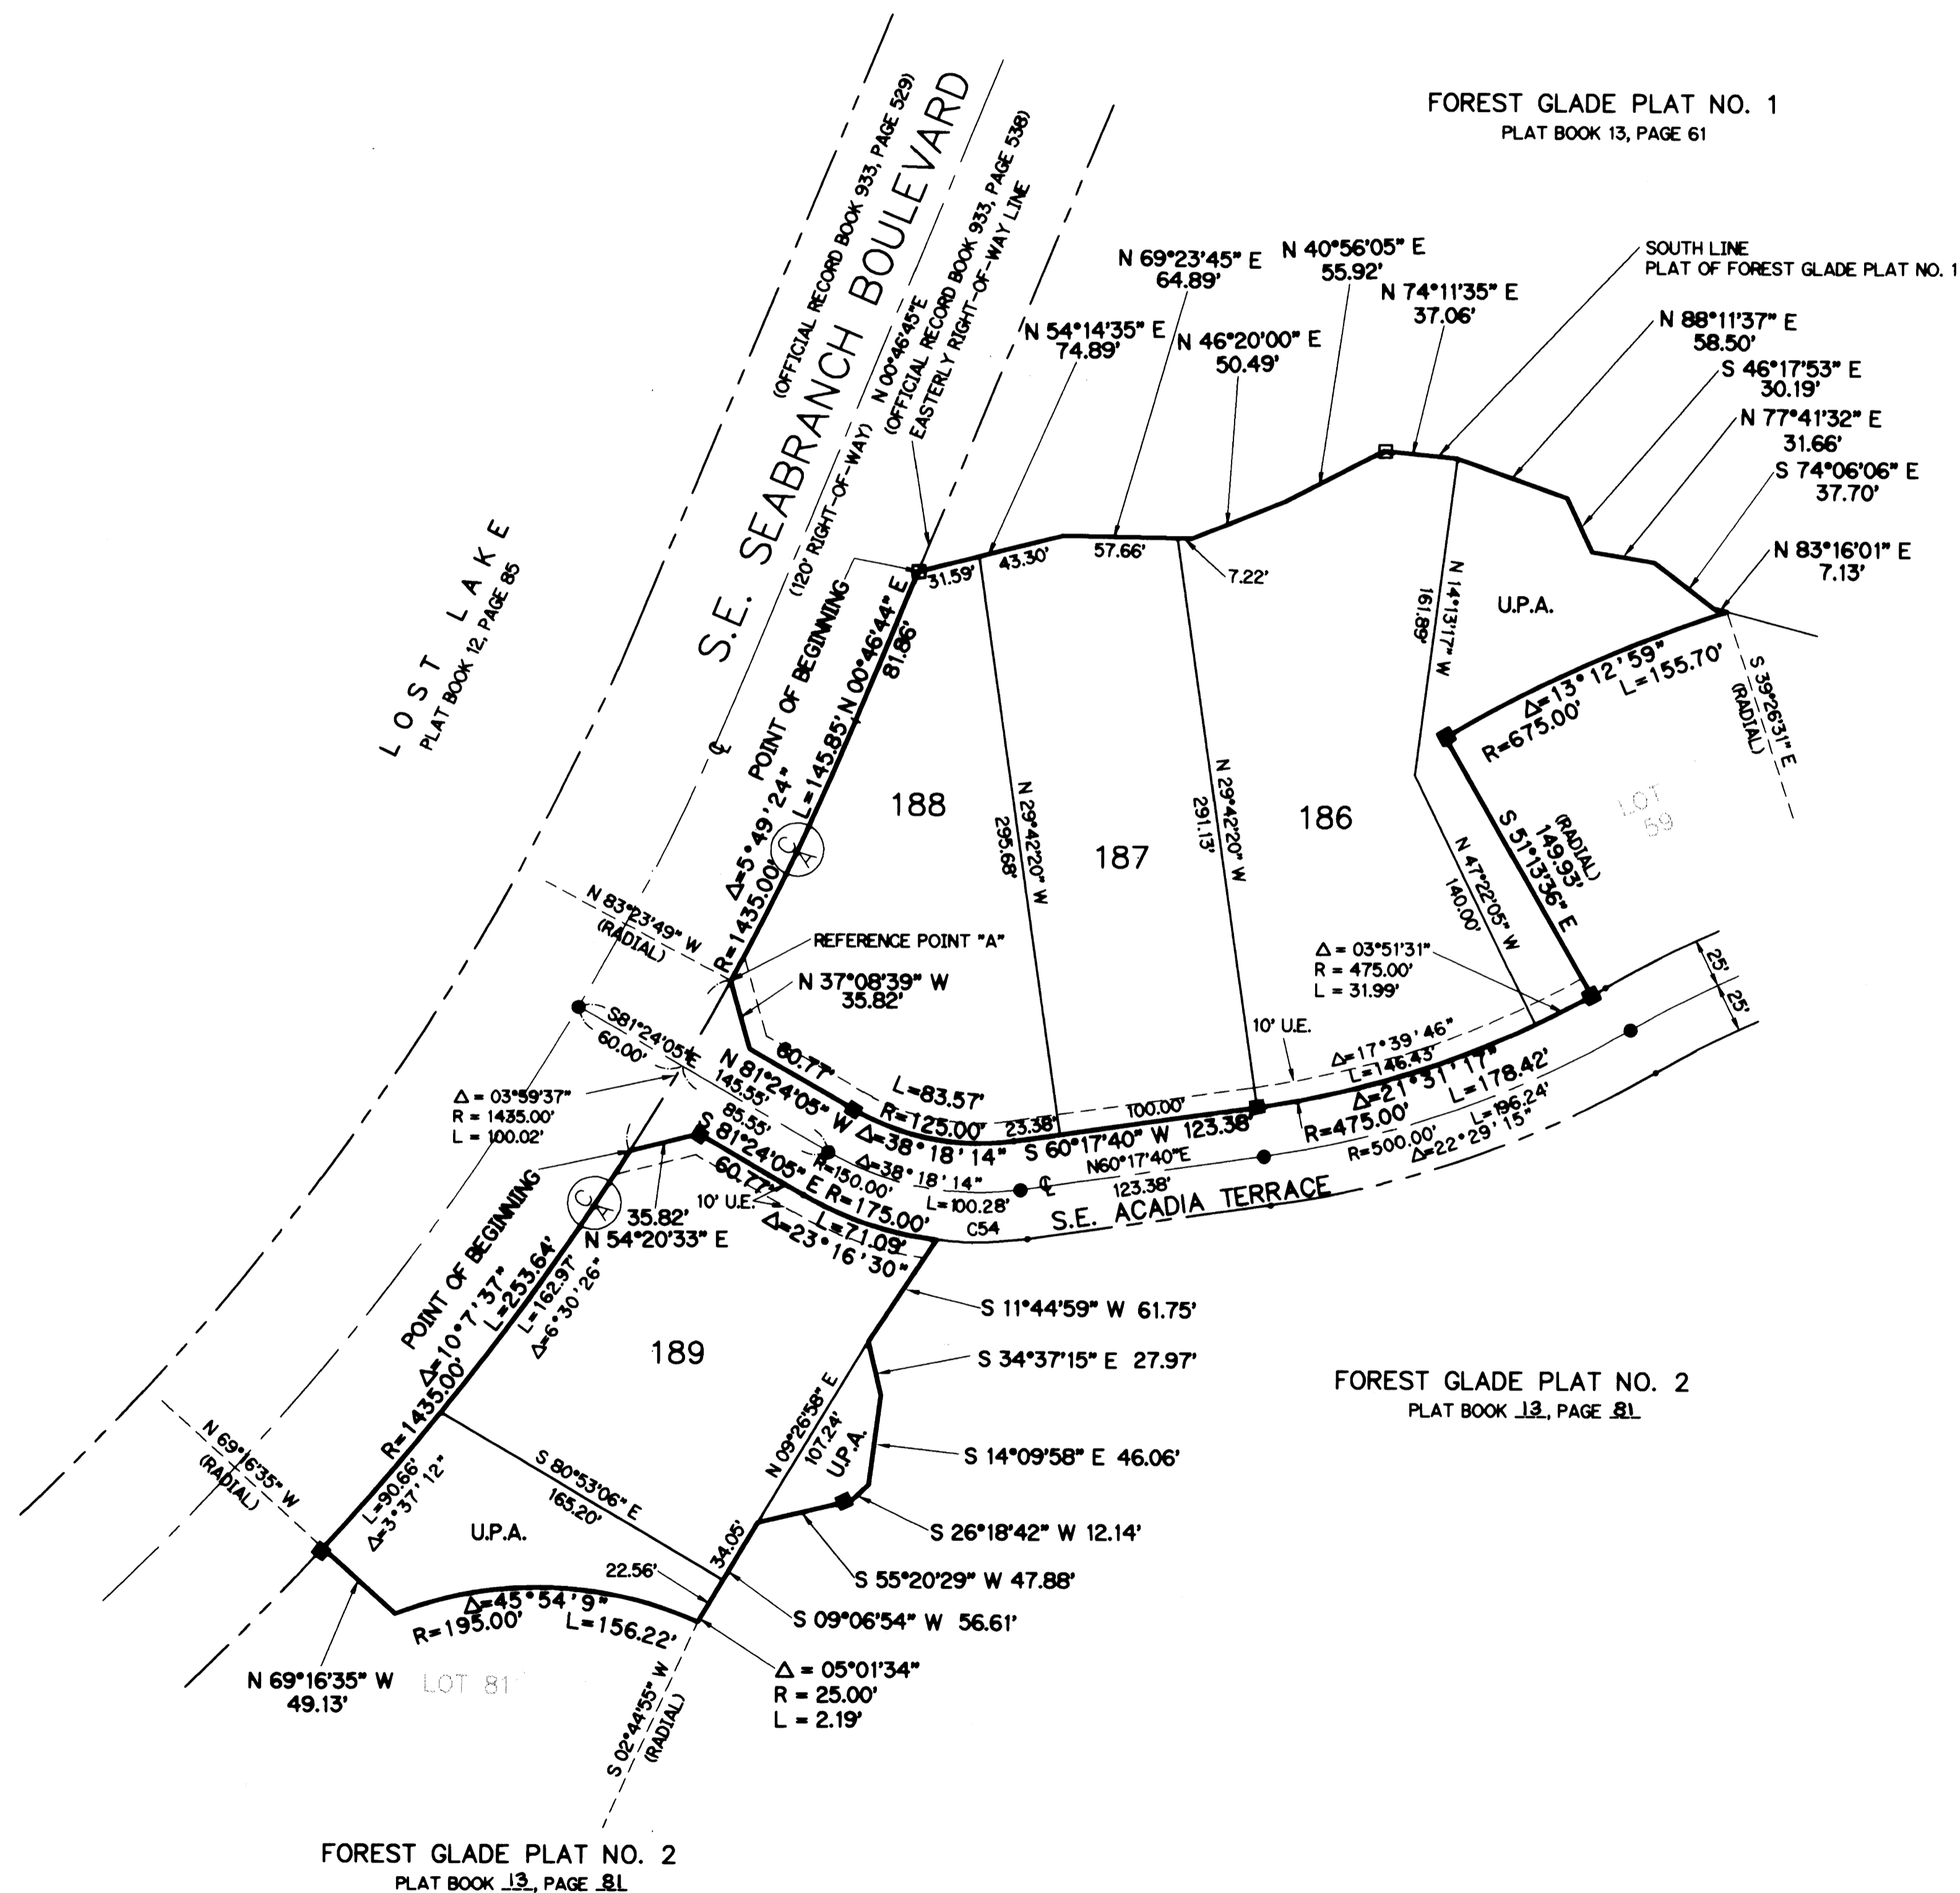 FOREST GLADE PLAT NO. 1
PLAT BOOK 13, PAGE 61
(OFFICIAL RECORD BOOK 933, PAGE 529)
S.E. SEABRANCH BOULEVARD
(120' RIGHT-OF-WAY) N 00°46'45"E
(OFFICIAL RECORD BOOK 933, PAGE 538)
EASTERLY RIGHT-OF-WAY LINE
LOST LAKE
PLAT BOOK 12, PAGE 85
N 54°14'35" E
74.89'
N 69°23'45" E
64.89'
N 46°20'00" E
50.49'
N 40°56'05" E
55.92'
N 74°11'35" E
37.06'
SOUTH LINE
PLAT OF FOREST GLADE PLAT NO. 1
N 88°11'37" E
58.50'
S 46°17'53" E
30.19'
N 77°41'32" E
31.66'
S 74°06'06" E
37.70'
N 83°16'01" E
7.13'
31.59'
43.30'
57.66'
7.22'
POINT OF BEGINNING
N 00°46'44" E
81.86'
L=145.85'
Δ=5°49'24"
R=1435.00'
C
A
188
N 29°42'20" W
295.68'
187
N 29°42'20" W
291.13'
186
N 14°13'17" W
161.89'
U.P.A.
N 47°22'05" W
140.00'
Δ=13°12'59"
L=155.70'
R=675.00'
S 39°26'31" E
(RADIAL)
LOT
59
(RADIAL)
149.93'
S 51°13'36" E
25'
25'
Δ = 03°51'31"
R = 475.00'
L = 31.99'
10' U.E.
Δ=17°39'46"
L=146.43'
Δ=21°31'17"
L=178.42'
R=475.00'
L=196.24'
R=500.00'
Δ=22°29'15"
N 83°23'49" W
(RADIAL)
REFERENCE POINT "A"
N 37°08'39" W
35.82'
S81°24'05"E
60.00'
145.55'
85.55'
60.77'
N 81°24'05" W
L=83.57'
R=125.00'
Δ=38°18'14"
23.38'
100.00'
S 60°17'40" W 123.38'
N60°17'40"E
123.38'
S.E. ACADIA TERRACE
Δ=38°18'14"
R=150.00'
L=100.28'
C54
Δ = 03°59'37"
R = 1435.00'
L = 100.02'
S 81°24'05" E
60.77'
R=175.00'
L=71.09'
Δ=23°16'30"
10' U.E.
35.82'
N 54°20'33" E
POINT OF BEGINNING
C
A
Δ=10°7'37"
L=253.64'
R=1435.00'
L=162.97'
Δ=6°30'26"
189
S 11°44'59" W 61.75'
S 34°37'15" E 27.97'
S 14°09'58" E 46.06'
S 26°18'42" W 12.14'
S 55°20'29" W 47.88'
S 09°06'54" W 56.61'
N 09°26'58" E
107.24'
U.P.A.
34.05'
22.56'
S 80°53'06" E
165.20'
U.P.A.
L=90.66'
Δ=3°37'12"
N 69°16'35" W
(RADIAL)
Δ=45°54'9"
R=195.00'
L=156.22'
N 69°16'35" W
49.13'
LOT 81
Δ = 05°01'34"
R = 25.00'
L = 2.19'
S 02°44'55" W
(RADIAL)
FOREST GLADE PLAT NO. 2
PLAT BOOK 13, PAGE 81
FOREST GLADE PLAT NO. 2
PLAT BOOK 13, PAGE 81